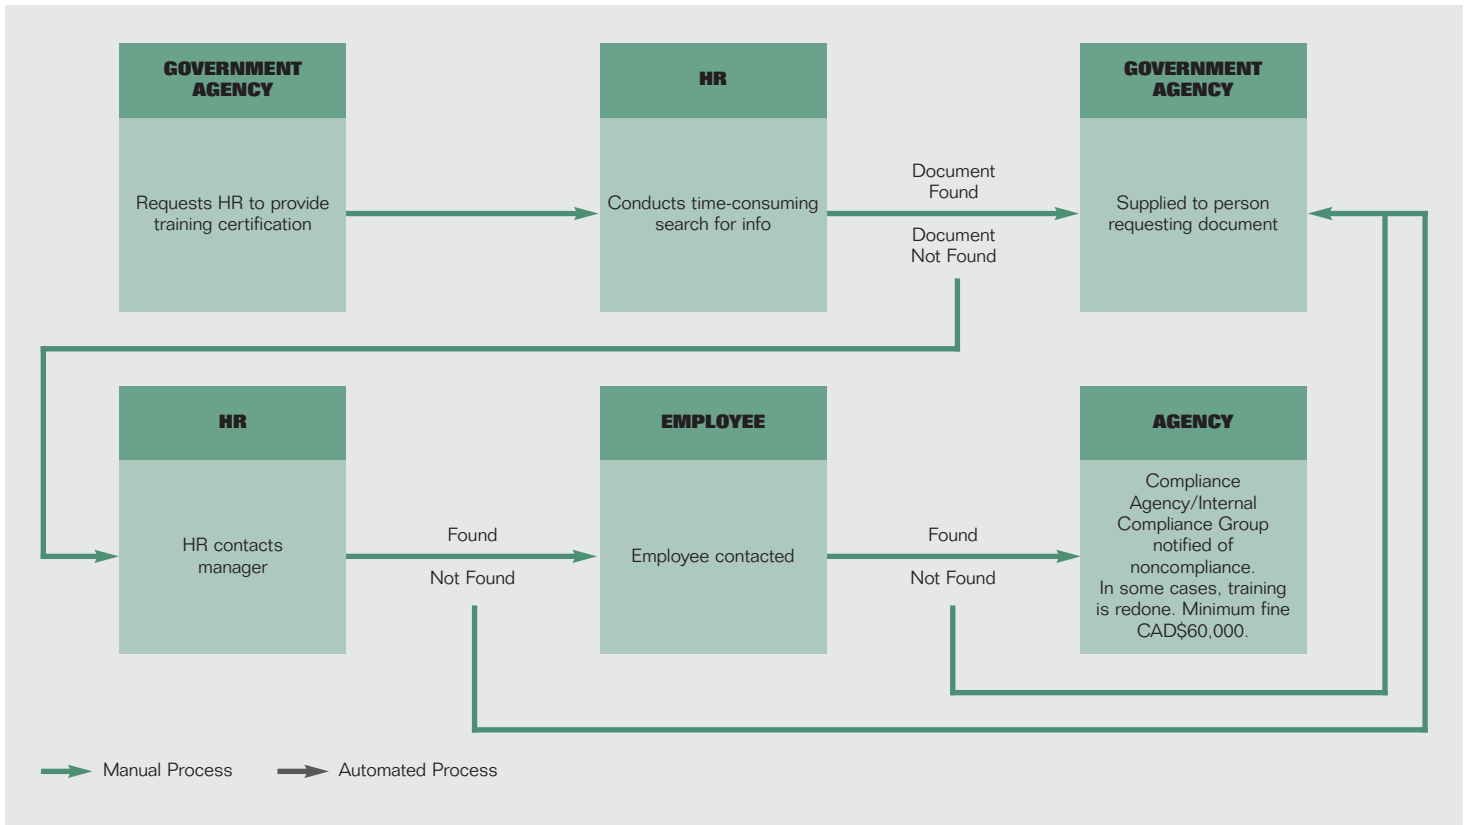 GOVERNMENT
AGENCY
Requests HR to provide
training certification
HR
Conducts time-consuming
search for info
Document
Found
Document
Not Found
GOVERNMENT
AGENCY
Supplied to person
requesting document
HR
HR contacts
manager
Found
Not Found
EMPLOYEE
Employee contacted
Found
Not Found
AGENCY
Compliance
Agency/Internal
Compliance Group
notified of
noncompliance.
In some cases, training
is redone. Minimum fine
CAD$60,000.
Manual Process
Automated Process